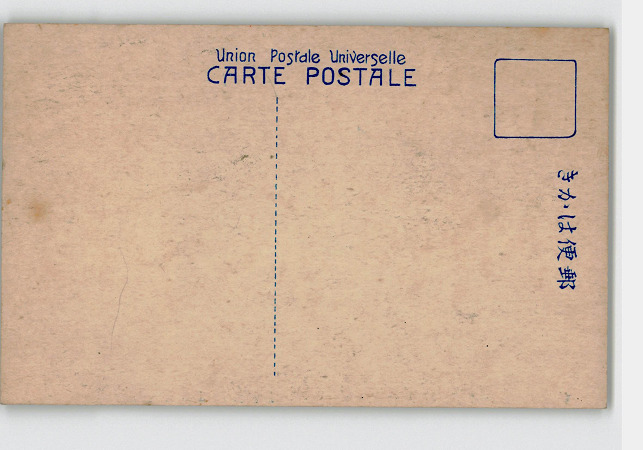 Union Postale Universelle
CARTE POSTALE
郵便はかき